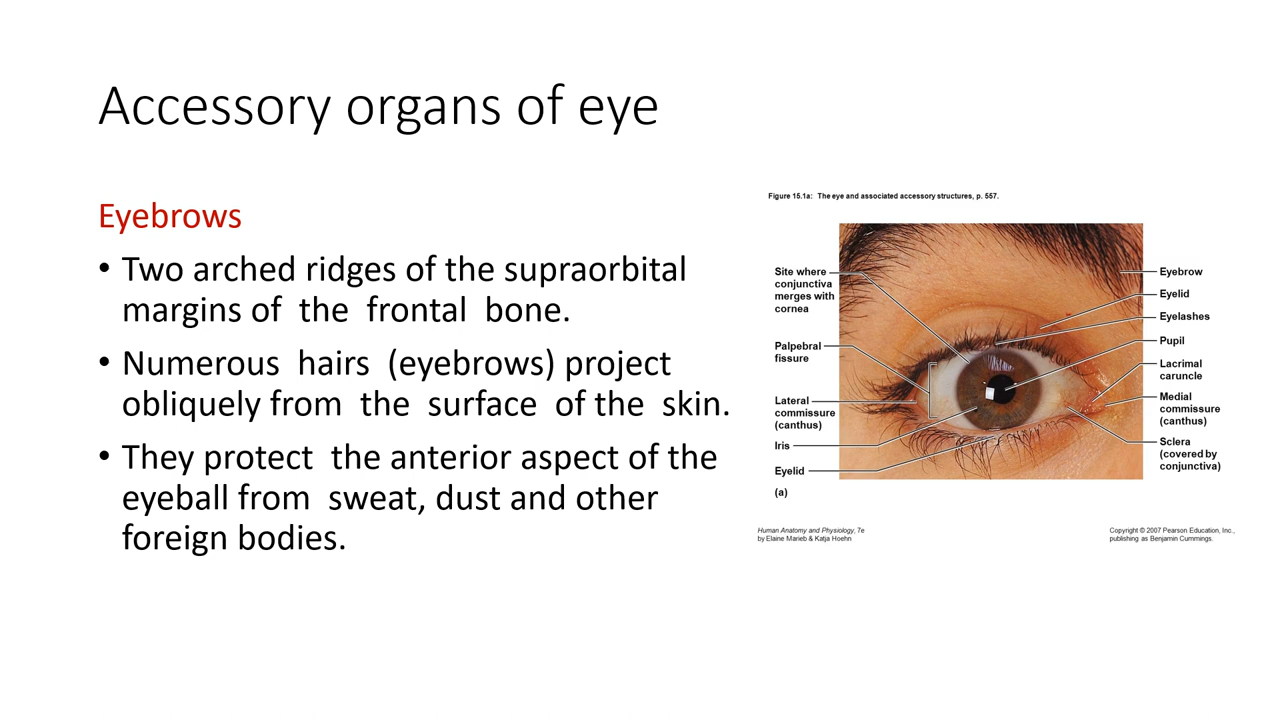 Accessory organs of eye
Eyebrows
• Two arched ridges of the supraorbital
margins of the frontal bone.
• Numerous hairs (eyebrows) project
obliquely from the surface of the skin.
• They protect the anterior aspect of the
eyeball from sweat, dust and other
foreign bodies.
Figure 15.1a: The eye and associated accessory structures, p. 557.
Site where
conjunctiva
merges with
cornea
Palpebral
fissure
Lateral
commissure
(canthus)
Iris
Eyelid
(a)
Eyebrow
Eyelid
Eyelashes
Pupil
Lacrimal
caruncle
Medial
commissure
(canthus)
Sclera
(covered by
conjunctiva)
Human Anatomy and Physiology, 7e
by Elaine Marieb & Katja Hoehn
Copyright © 2007 Pearson Education, Inc.,
publishing as Benjamin Cummings.